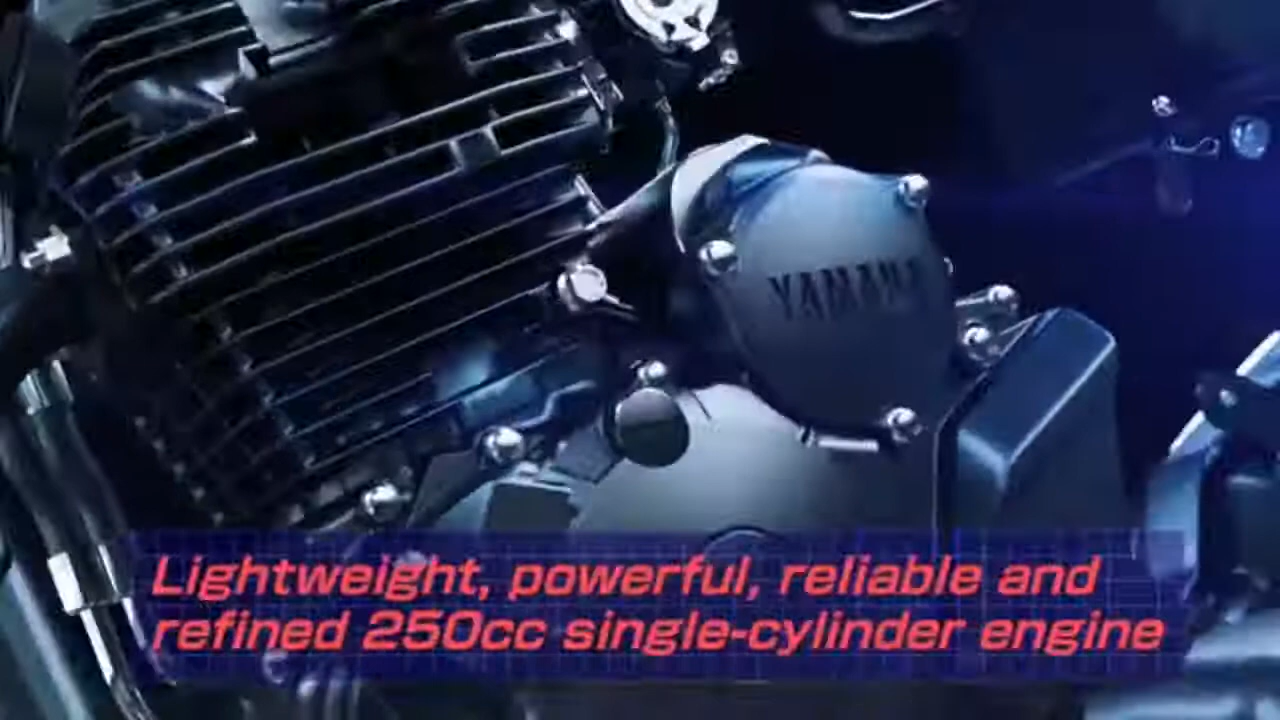 YAMAHA
Lightweight, powerful, reliable and
refined 250cc single-cylinder engine